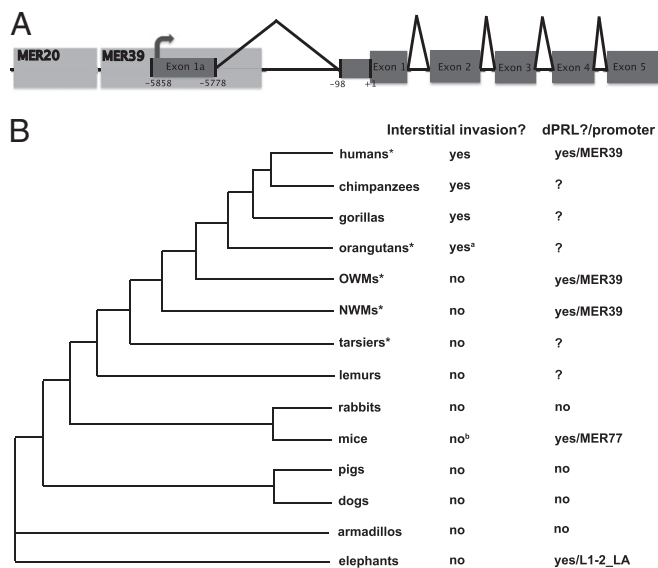 A
MER20 MER39 Exon 1a Exon 1 Exon 2 Exon 3 Exon 4 Exon 5
-5858 -5778 -98 +1
B
Interstitial invasion? dPRL?/promoter
humans* yes yes/MER39
chimpanzees yes ?
gorillas yes ?
orangutans* yesᵃ ?
OWMs* no yes/MER39
NWMs* no yes/MER39
tarsiers* no ?
lemurs no ?
rabbits no no
mice noᵇ yes/MER77
pigs no no
dogs no no
armadillos no no
elephants no yes/L1-2_LA